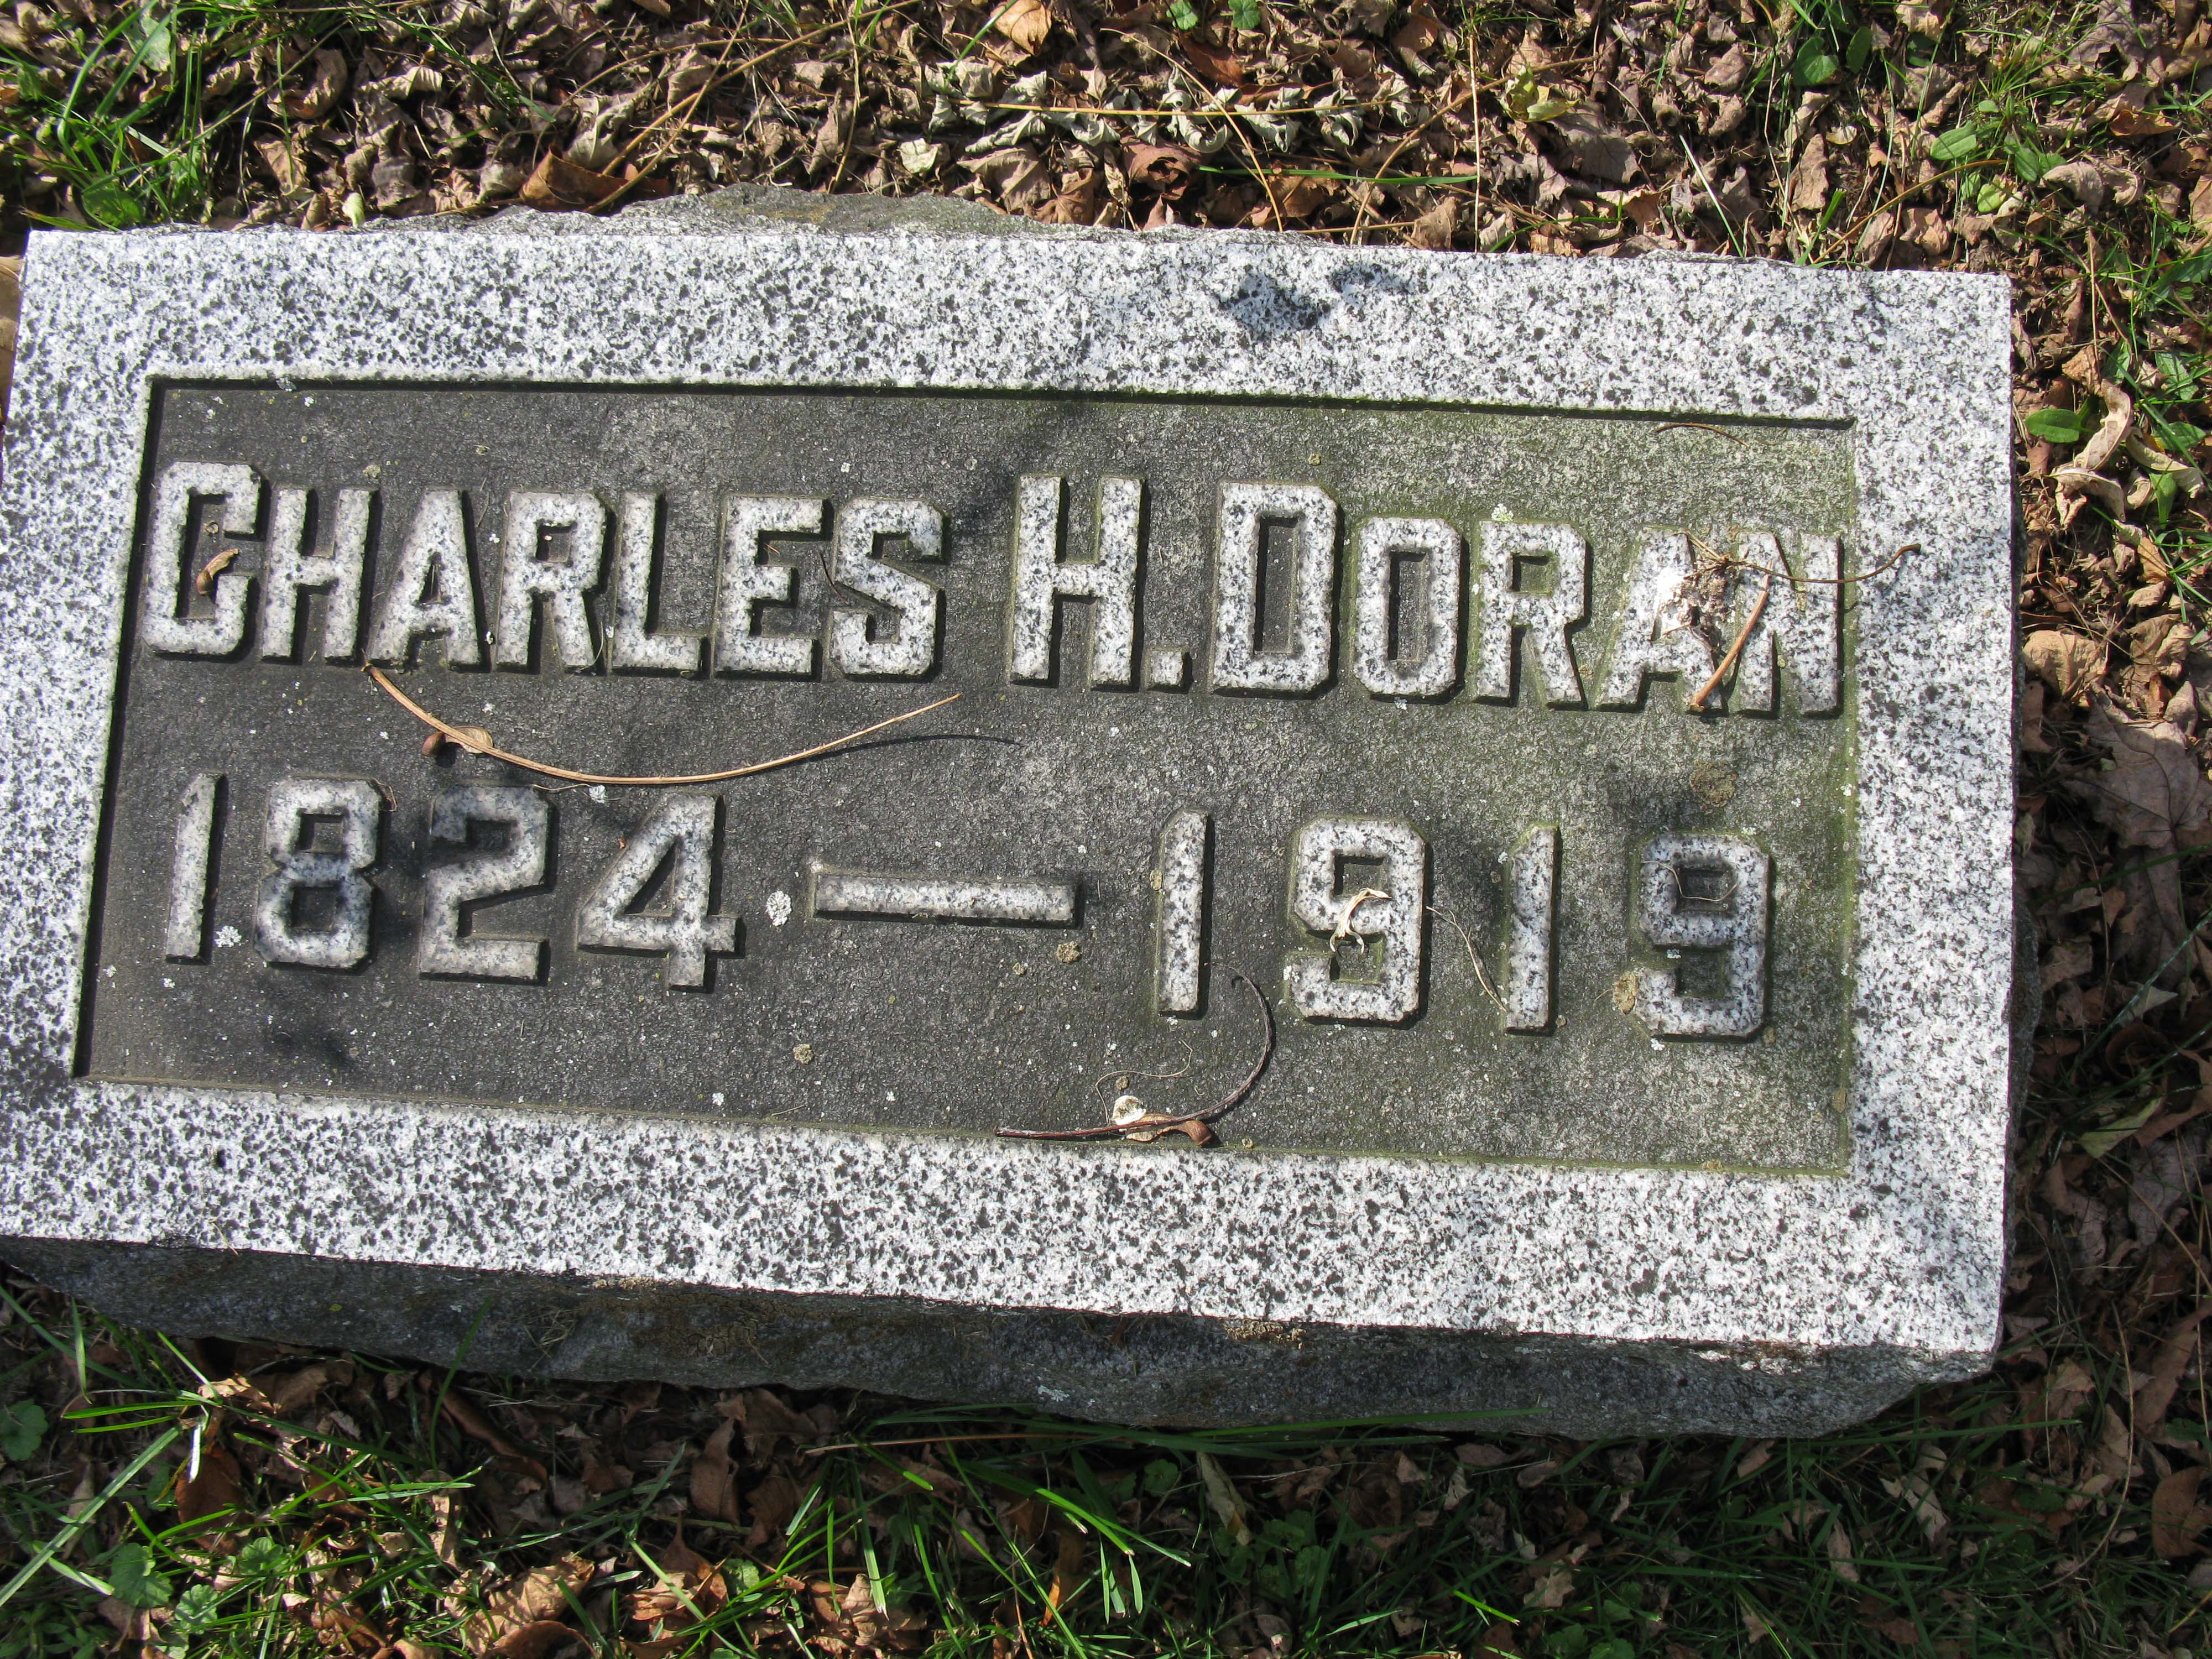 CHARLES H. DORAN
1824 — 1919